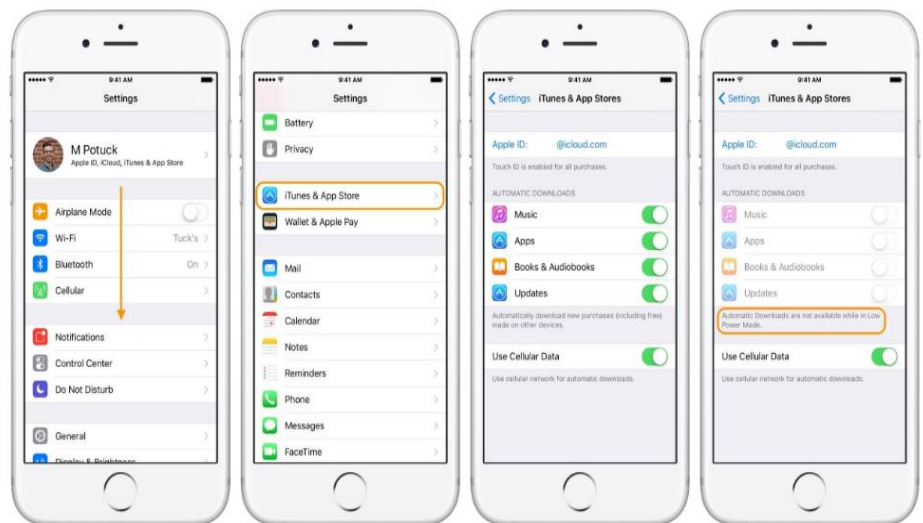 9:41 AM
Settings
M Potuck
Apple ID, iCloud, iTunes & App Store
Airplane Mode
Wi-Fi Tuck's
Bluetooth On
Cellular
Notifications
Control Center
Do Not Disturb
General
Display & Brightness
9:41 AM
Settings
Battery
Privacy
iTunes & App Store
Wallet & Apple Pay
Mail
Contacts
Calendar
Notes
Reminders
Phone
Messages
FaceTime
9:41 AM
Settings iTunes & App Stores
Apple ID: @icloud.com
Touch ID is enabled for all purchases.
AUTOMATIC DOWNLOADS
Music
Apps
Books & Audiobooks
Updates
Automatically download new purchases (including free)
made on other devices.
Use Cellular Data
Use cellular network for automatic downloads.
9:41 AM
Settings iTunes & App Stores
Apple ID: @icloud.com
Touch ID is enabled for all purchases.
AUTOMATIC DOWNLOADS
Music
Apps
Books & Audiobooks
Updates
Automatic Downloads are not available while in Low
Power Mode.
Use Cellular Data
Use cellular network for automatic downloads.